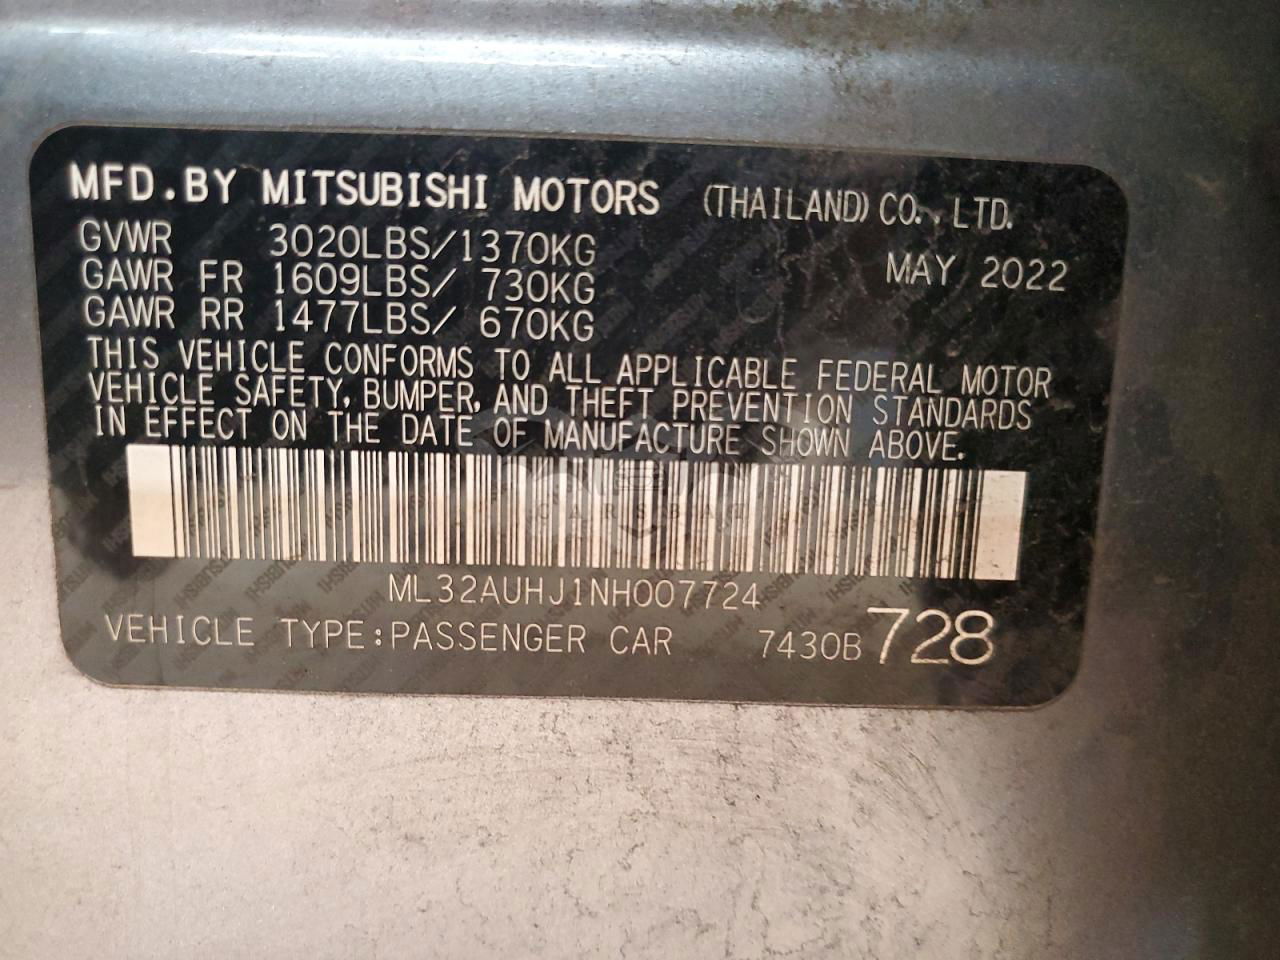 MFD.BY MITSUBISHI MOTORS (THAILAND) CO., LTD.
GVWR 3020LBS/1370KG
MAY 2022
GAWR FR 1609LBS/ 730KG
GAWR RR 1477LBS/ 670KG
THIS VEHICLE CONFORMS TO ALL APPLICABLE FEDERAL MOTOR
VEHICLE SAFETY, BUMPER, AND THEFT PREVENTION STANDARDS
IN EFFECT ON THE DATE OF MANUFACTURE SHOWN ABOVE.
ML32AUHJ1NH007724
VEHICLE TYPE:PASSENGER CAR 7430B 728